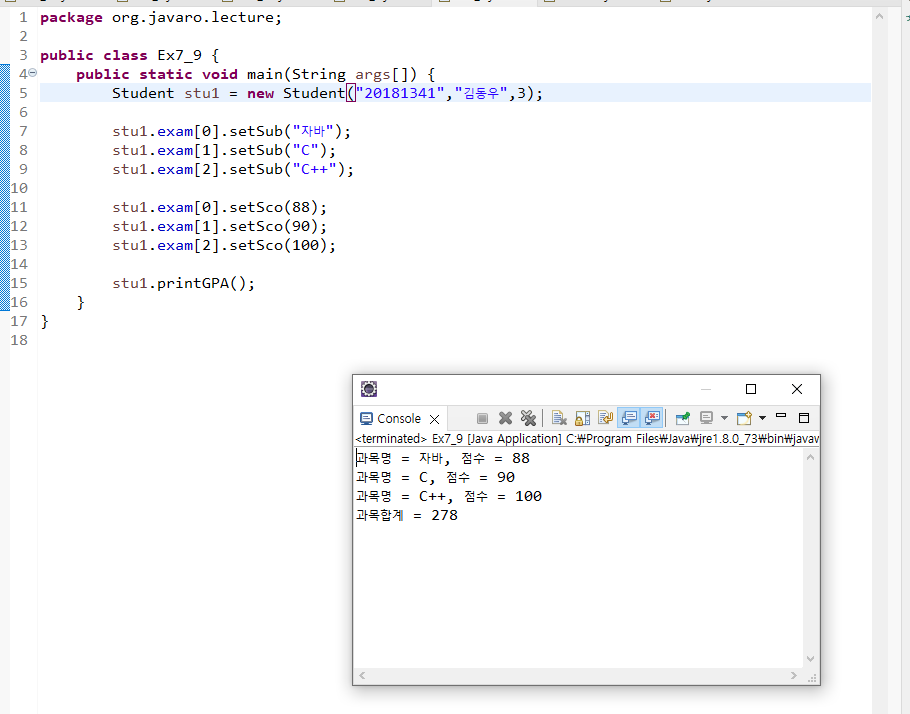 1 package org.javaro.lecture;
2
3 public class Ex7_9 {
4 public static void main(String args[]) {
5 Student stu1 = new Student("20181341","김동우",3);
6
7 stu1.exam[0].setSub("자바");
8 stu1.exam[1].setSub("C");
9 stu1.exam[2].setSub("C++");
10
11 stu1.exam[0].setSco(88);
12 stu1.exam[1].setSco(90);
13 stu1.exam[2].setSco(100);
14
15 stu1.printGPA();
16 }
17 }
18
Console
<terminated> Ex7_9 [Java Application] C:₩Program Files₩Java₩jre1.8.0_73₩bin₩javaw
과목명 = 자바, 점수 = 88
과목명 = C, 점수 = 90
과목명 = C++, 점수 = 100
과목합계 = 278